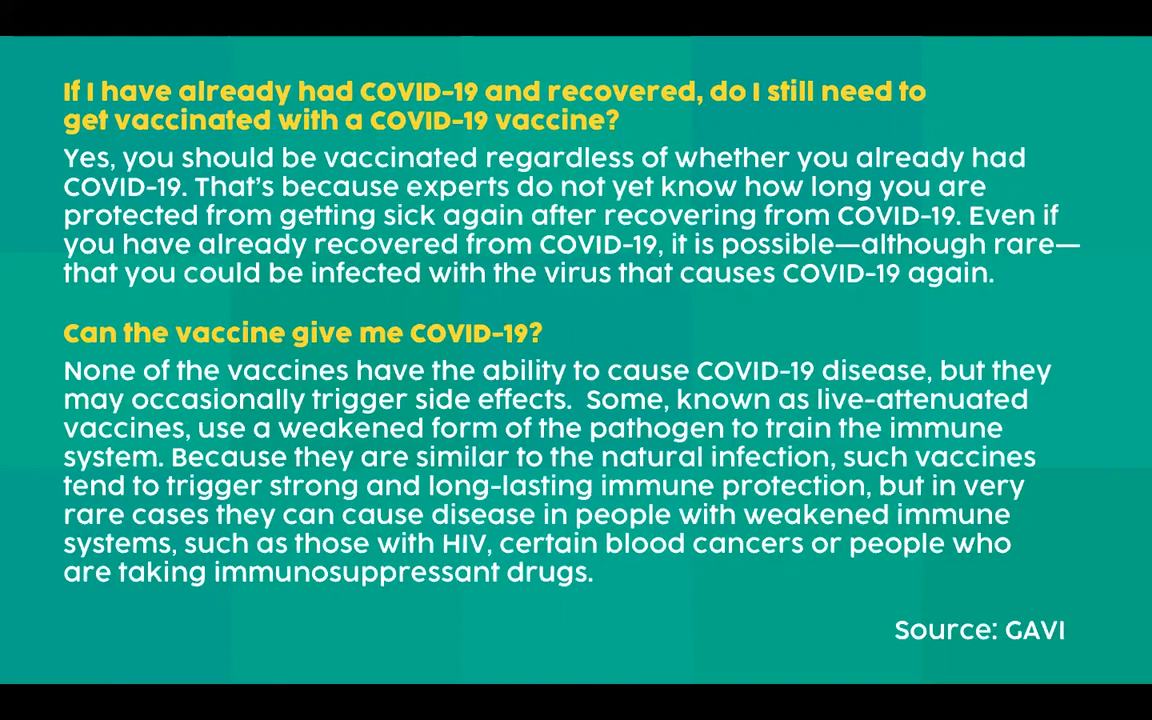 If I have already had COVID-19 and recovered, do I still need to
get vaccinated with a COVID-19 vaccine?
Yes, you should be vaccinated regardless of whether you already had
COVID-19. That's because experts do not yet know how long you are
protected from getting sick again after recovering from COVID-19. Even if
you have already recovered from COVID-19, it is possible—although rare—
that you could be infected with the virus that causes COVID-19 again.
Can the vaccine give me COVID-19?
None of the vaccines have the ability to cause COVID-19 disease, but they
may occasionally trigger side effects.  Some, known as live-attenuated
vaccines, use a weakened form of the pathogen to train the immune
system. Because they are similar to the natural infection, such vaccines
tend to trigger strong and long-lasting immune protection, but in very
rare cases they can cause disease in people with weakened immune
systems, such as those with HIV, certain blood cancers or people who
are taking immunosuppressant drugs.
Source: GAVI